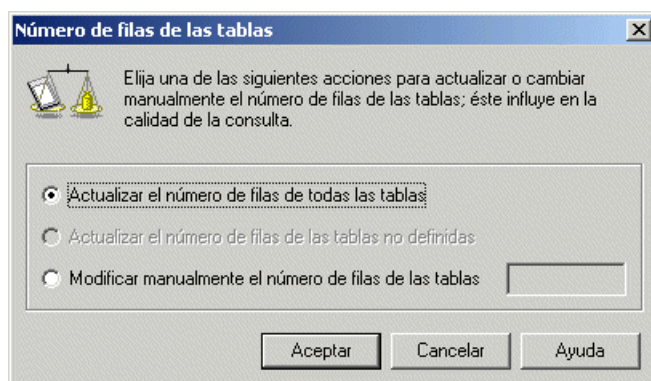 Número de filas de las tablas
Elija una de las siguientes acciones para actualizar o cambiar
manualmente el número de filas de las tablas; éste influye en la
calidad de la consulta.
Actualizar el número de filas de todas las tablas
Actualizar el número de filas de las tablas no definidas
Modificar manualmente el número de filas de las tablas
Aceptar Cancelar Ayuda